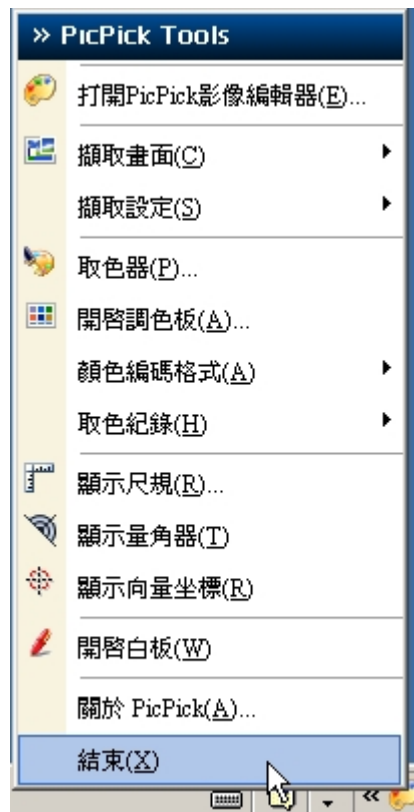 » PicPick Tools
打開PicPick影像編輯器(E)...
擷取畫面(C)
擷取設定(S)
取色器(P)...
開啓調色板(A)...
顏色編碼格式(A)
取色紀錄(H)
顯示尺規(R)...
顯示量角器(T)
顯示向量坐標(R)
開啓白板(W)
關於 PicPick(A)...
結束(X)
«